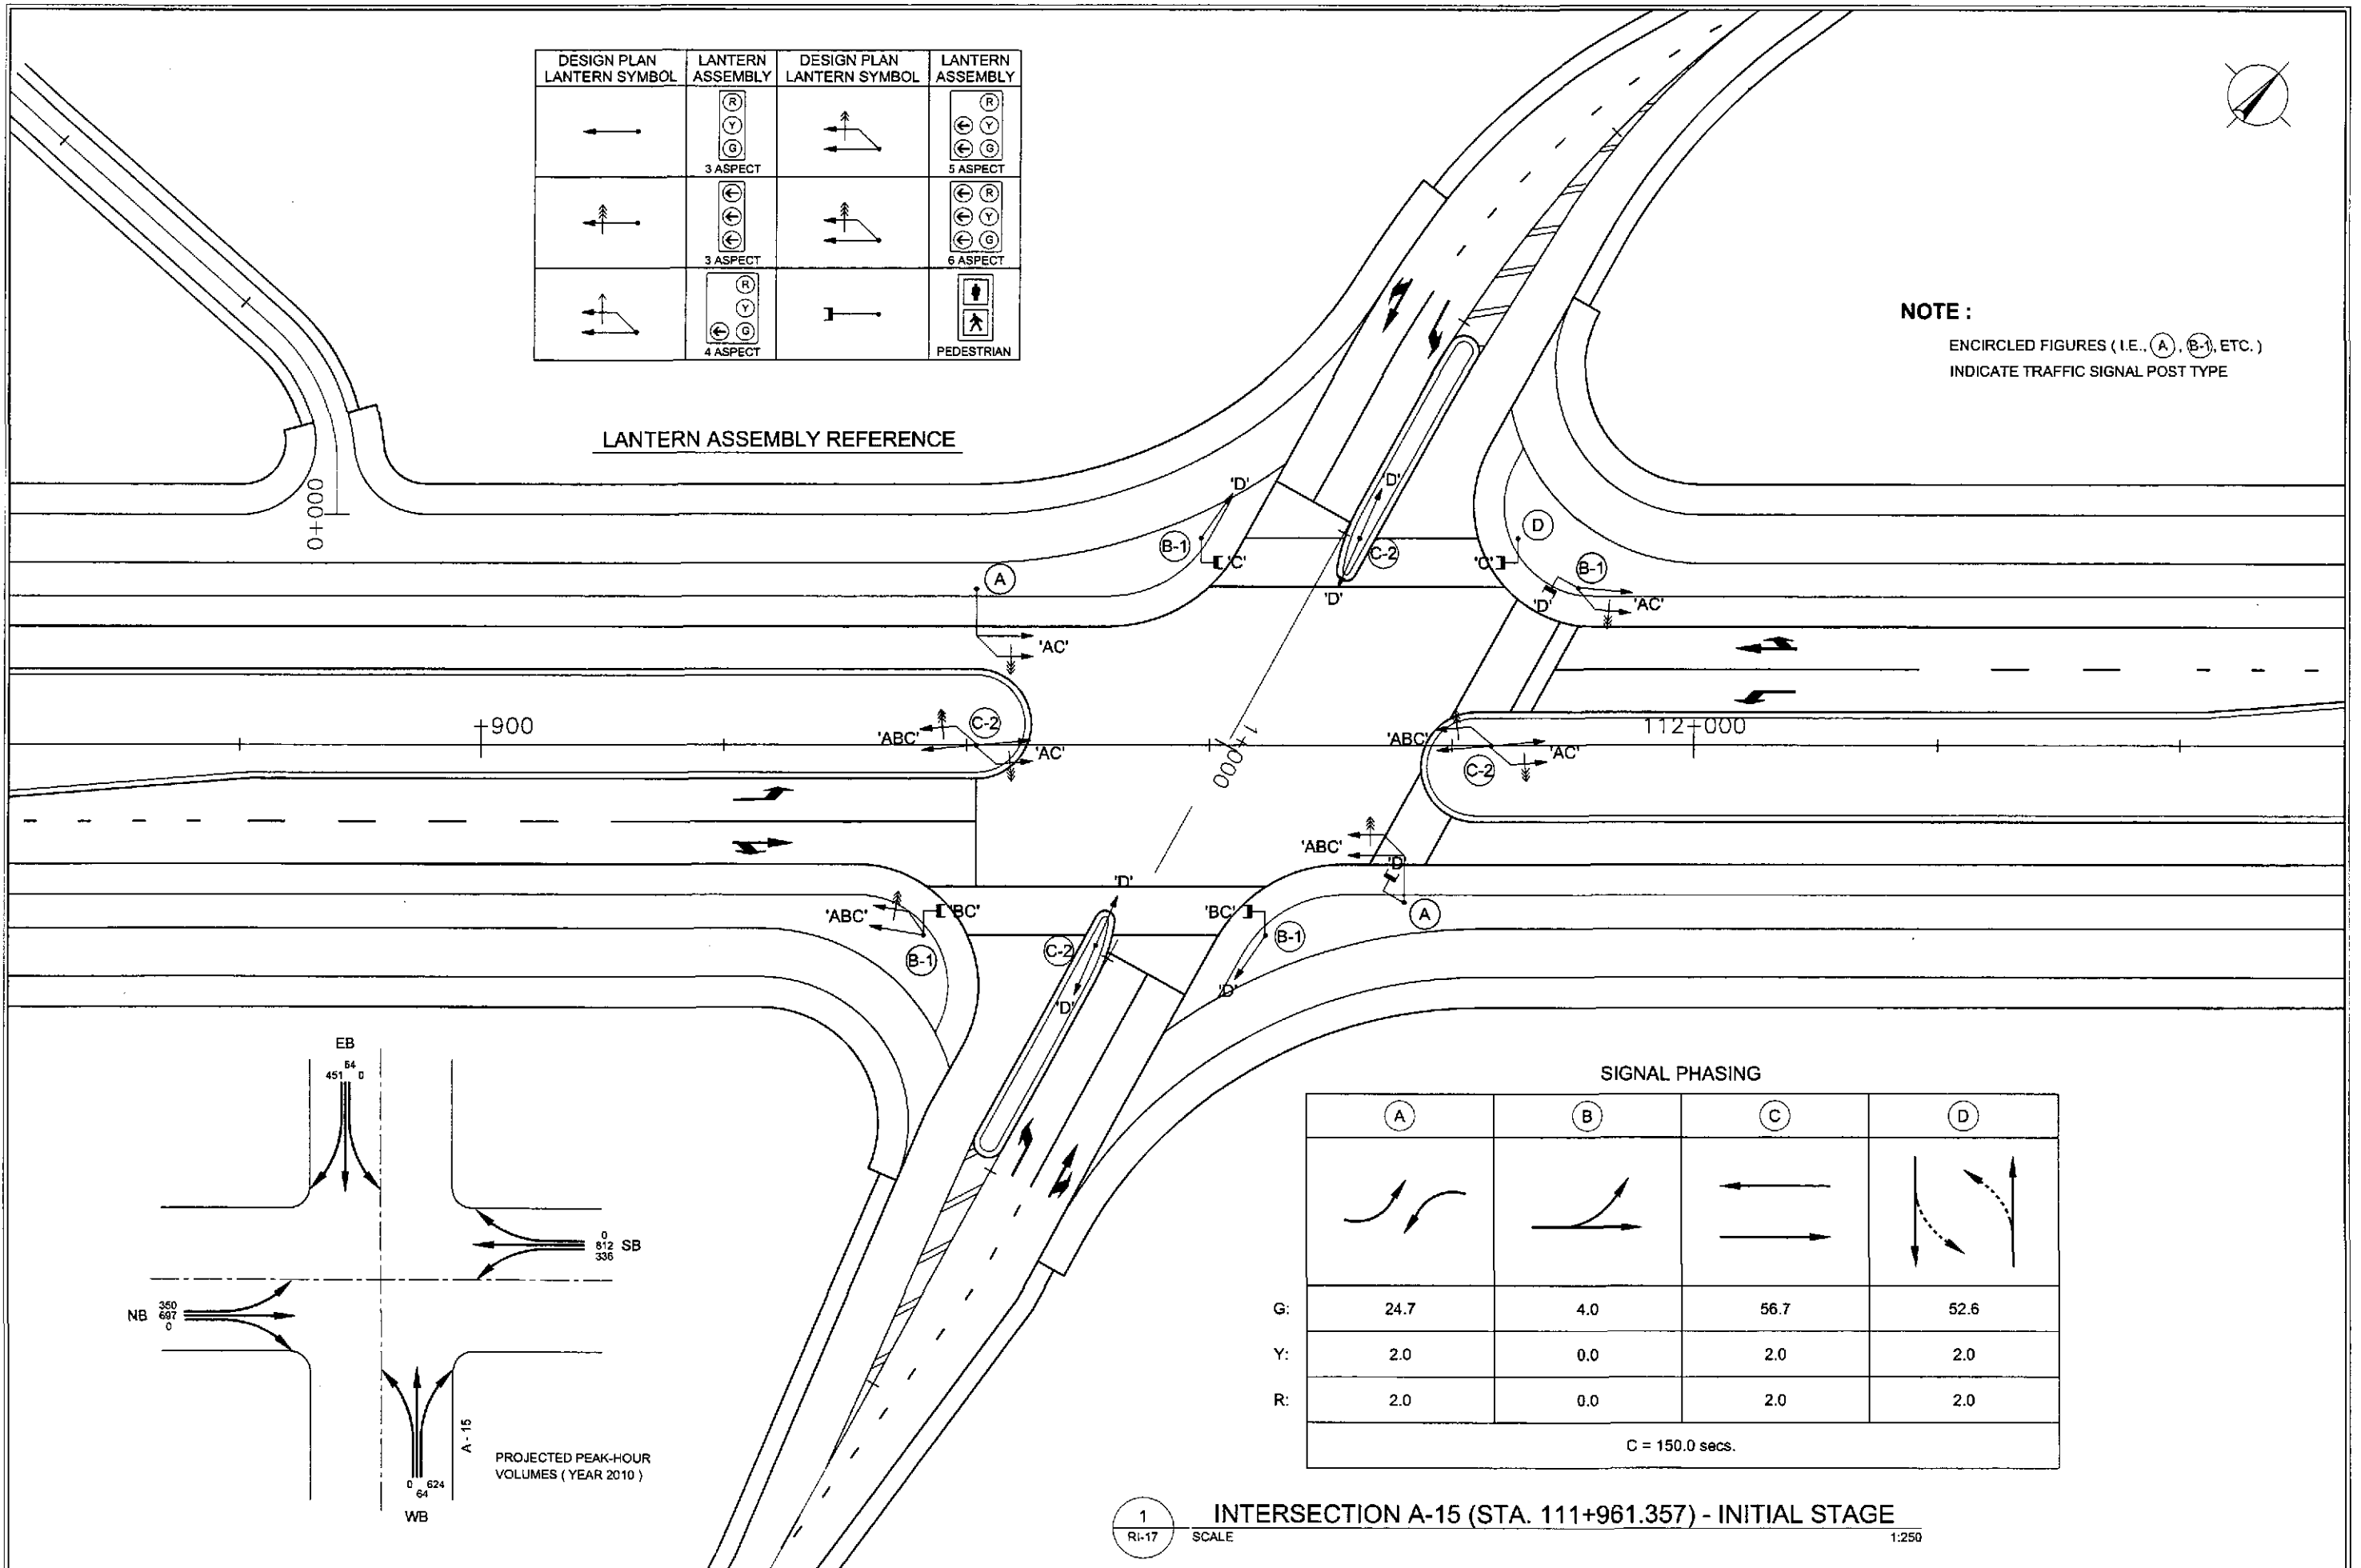 DESIGN PLAN LANTERN SYMBOL
LANTERN ASSEMBLY
DESIGN PLAN LANTERN SYMBOL
LANTERN ASSEMBLY
R
Y
G
3 ASPECT
R
Y
G
5 ASPECT
3 ASPECT
R
Y
G
6 ASPECT
R
Y
G
4 ASPECT
PEDESTRIAN
LANTERN ASSEMBLY REFERENCE
NOTE :
ENCIRCLED FIGURES ( I.E., A , B-1, ETC. )
INDICATE TRAFFIC SIGNAL POST TYPE
0+000
'D'
B-1
'C'
'D'
C-2
'D'
D
'C'
B-1
'D'
'AC'
A
'AC'
+900
C-2
'ABC'
'AC'
1+000
'ABC'
'AC'
C-2
112+000
'ABC'
'D'
A
'ABC'
'BC'
B-1
'D'
C-2
'D'
'BC'
B-1
'D'
EB
451 64 0
0
812
336
SB
NB
350
697
0
0 64 624
WB
A - 15
PROJECTED PEAK-HOUR
VOLUMES ( YEAR 2010 )
SIGNAL PHASING
A B C D
G: 24.7 4.0 56.7 52.6
Y: 2.0 0.0 2.0 2.0
R: 2.0 0.0 2.0 2.0
C = 150.0 secs.
1
RI-17
INTERSECTION A-15 (STA. 111+961.357) - INITIAL STAGE
SCALE 1:250